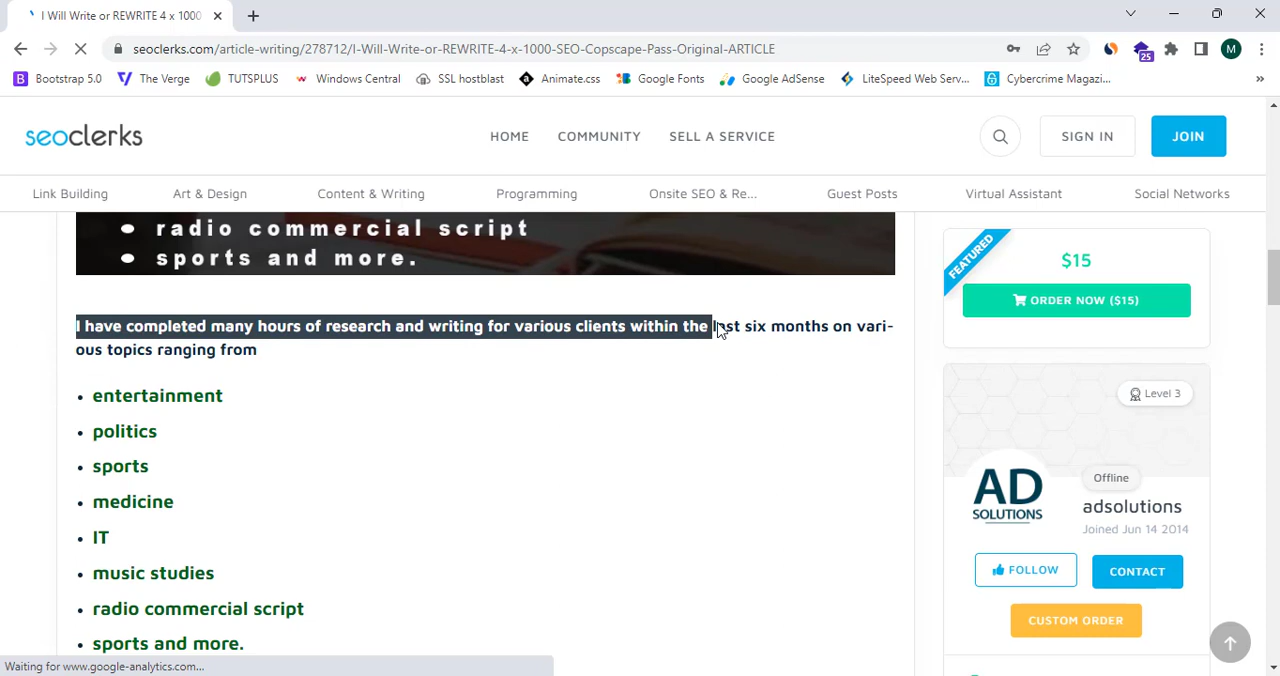 I Will Write or REWRITE 4 x 1000
seoclerks.com/article-writing/278712/I-Will-Write-or-REWRITE-4-x-1000-SEO-Copscape-Pass-Original-ARTICLE
25
M
Bootstrap 5.0
The Verge
TUTSPLUS
Windows Central
SSL hostblast
Animate.css
Google Fonts
Google AdSense
LiteSpeed Web Serv...
Cybercrime Magazi...
»
seoclerks
HOME
COMMUNITY
SELL A SERVICE
SIGN IN
JOIN
Link Building
Art & Design
Content & Writing
Programming
Onsite SEO & Re...
Guest Posts
Virtual Assistant
Social Networks
• radio commercial script
• sports and more.
I have completed many hours of research and writing for various clients within the last six months on vari-
ous topics ranging from
• entertainment
• politics
• sports
• medicine
• IT
• music studies
• radio commercial script
• sports and more.
FEATURED
$15
ORDER NOW ($15)
Level 3
AD
SOLUTIONS
Offline
adsolutions
Joined Jun 14 2014
FOLLOW
CONTACT
CUSTOM ORDER
Waiting for www.google-analytics.com...